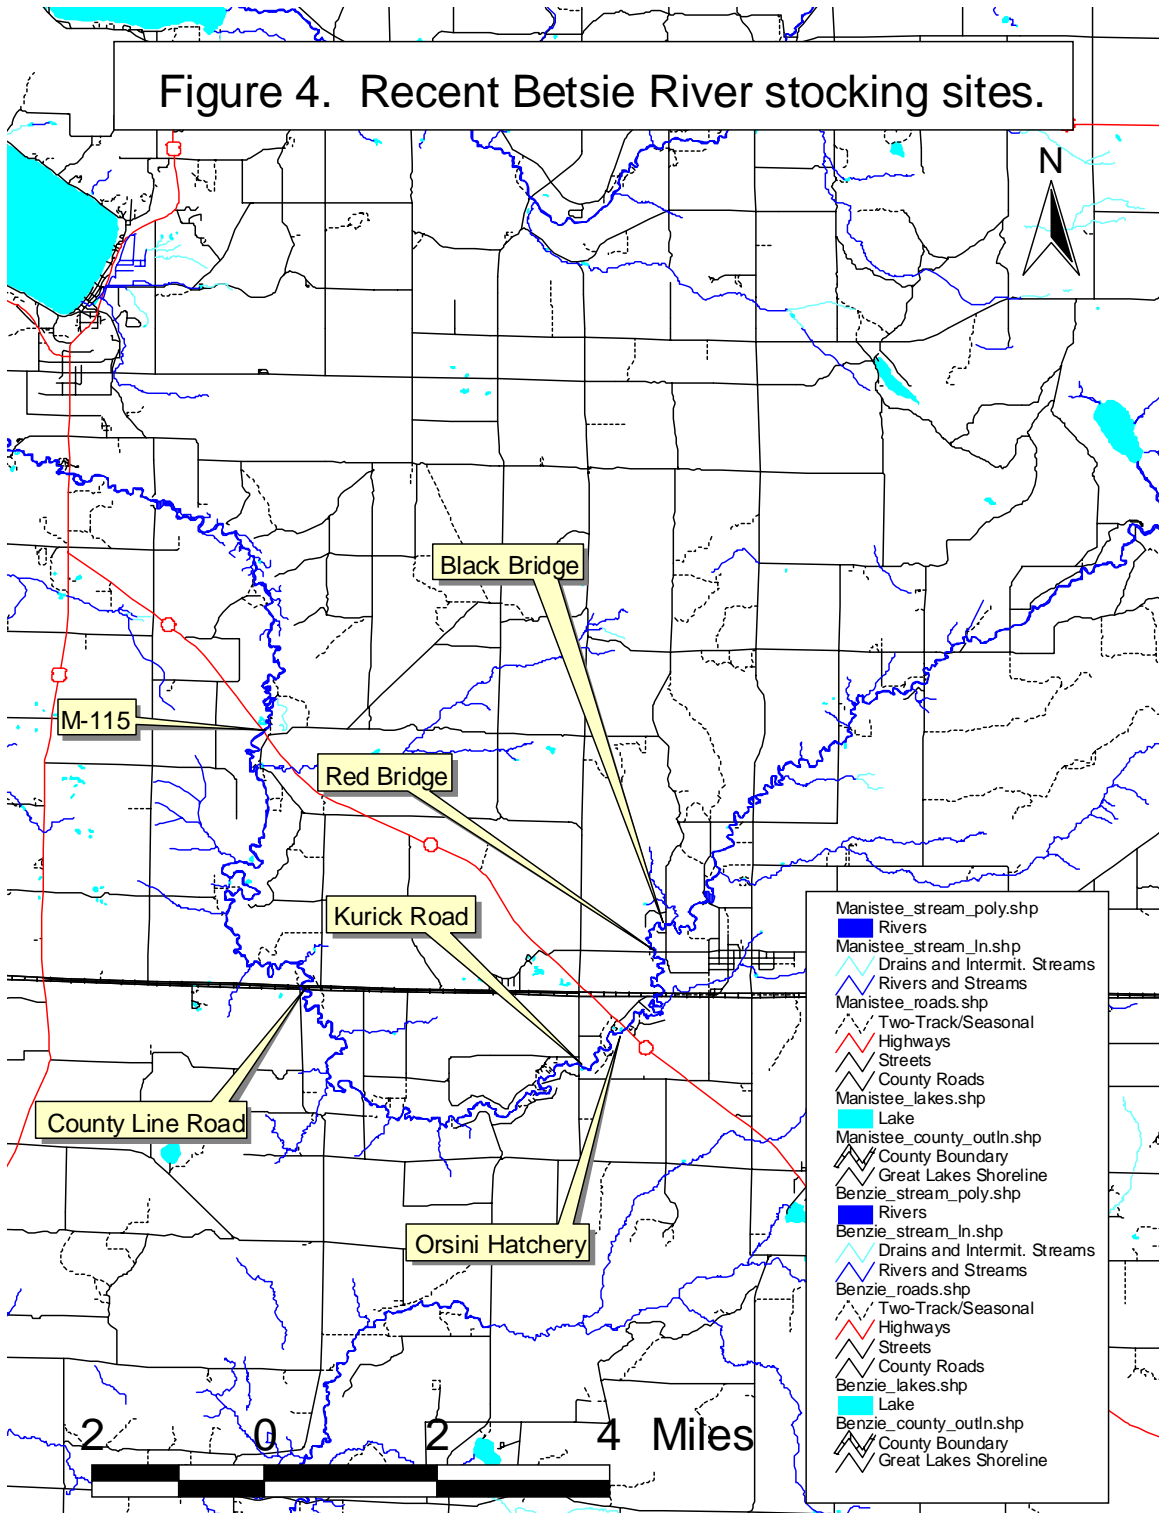 Figure 4. Recent Betsie River stocking sites.
N
Black Bridge
M-115
Red Bridge
Kurick Road
County Line Road
Orsini Hatchery
Manistee_stream_poly.shp
Rivers
Manistee_stream_ln.shp
Drains and Intermit. Streams
Rivers and Streams
Manistee_roads.shp
Two-Track/Seasonal
Highways
Streets
County Roads
Manistee_lakes.shp
Lake
Manistee_county_outln.shp
County Boundary
Great Lakes Shoreline
Benzie_stream_poly.shp
Rivers
Benzie_stream_ln.shp
Drains and Intermit. Streams
Rivers and Streams
Benzie_roads.shp
Two-Track/Seasonal
Highways
Streets
County Roads
Benzie_lakes.shp
Lake
Benzie_county_outln.shp
County Boundary
Great Lakes Shoreline
2 0 2 4 Miles